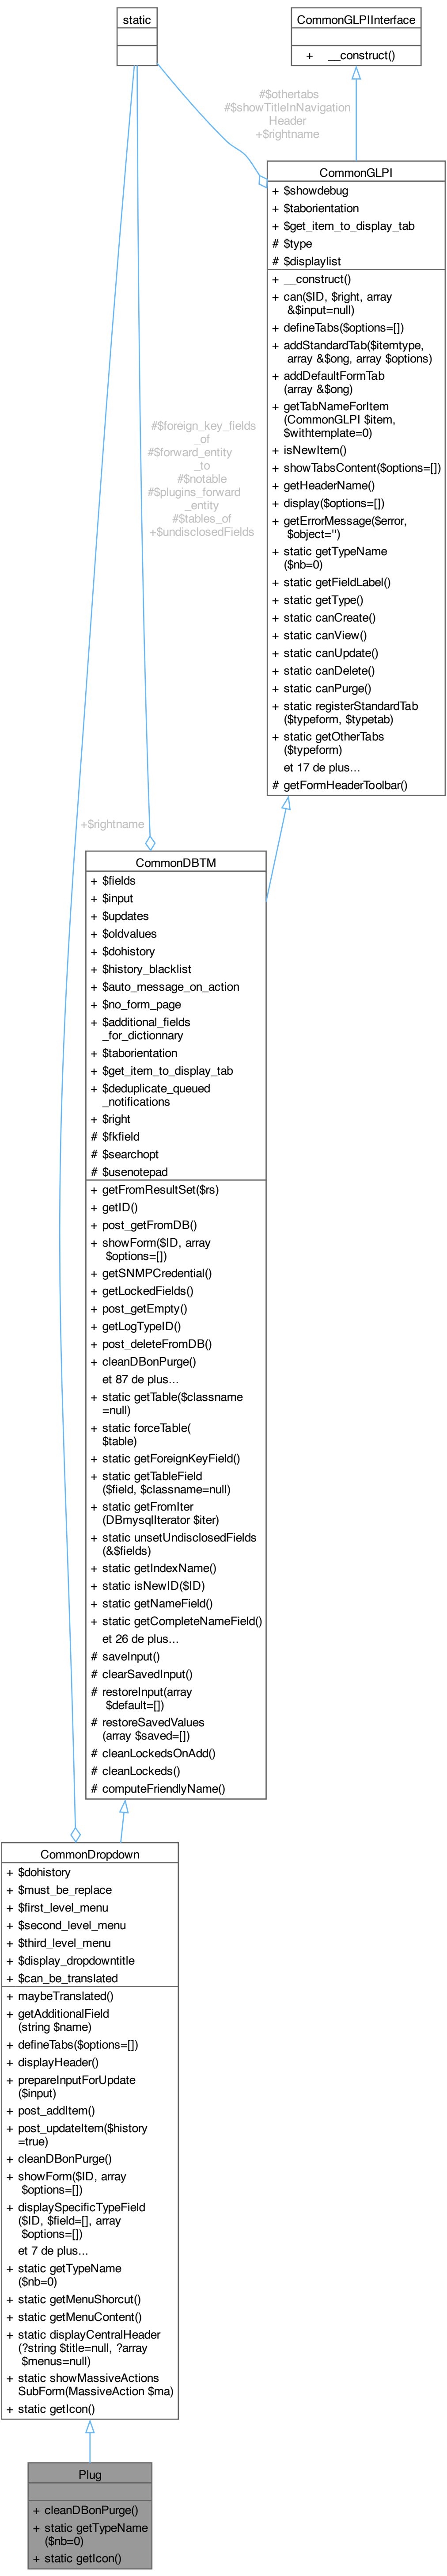 static
CommonGLPIInterface
+ __construct()
#$othertabs
#$showTitleInNavigation
Header
+$rightname
CommonGLPI
+ $showdebug
+ $taborientation
+ $get_item_to_display_tab
# $type
# $displaylist
+ __construct()
+ can($ID, $right, array
&$input=null)
+ defineTabs($options=[])
+ addStandardTab($itemtype,
array &$ong, array $options)
+ addDefaultFormTab
(array &$ong)
+ getTabNameForItem
(CommonGLPI $item,
$withtemplate=0)
+ isNewItem()
+ showTabsContent($options=[])
+ getHeaderName()
+ display($options=[])
+ getErrorMessage($error,
$object='')
+ static getTypeName
($nb=0)
+ static getFieldLabel()
+ static getType()
+ static canCreate()
+ static canView()
+ static canUpdate()
+ static canDelete()
+ static canPurge()
+ static registerStandardTab
($typeform, $typetab)
+ static getOtherTabs
($typeform)
et 17 de plus...
# getFormHeaderToolbar()
#$foreign_key_fields
_of
#$forward_entity
_to
#$notable
#$plugins_forward
_entity
#$tables_of
+$undisclosedFields
+$rightname
CommonDBTM
+ $fields
+ $input
+ $updates
+ $oldvalues
+ $dohistory
+ $history_blacklist
+ $auto_message_on_action
+ $no_form_page
+ $additional_fields
_for_dictionnary
+ $taborientation
+ $get_item_to_display_tab
+ $deduplicate_queued
_notifications
+ $right
# $fkfield
# $searchopt
# $usenotepad
+ getFromResultSet($rs)
+ getID()
+ post_getFromDB()
+ showForm($ID, array
$options=[])
+ getSNMPCredential()
+ getLockedFields()
+ post_getEmpty()
+ getLogTypeID()
+ post_deleteFromDB()
+ cleanDBonPurge()
et 87 de plus...
+ static getTable($classname
=null)
+ static forceTable(
$table)
+ static getForeignKeyField()
+ static getTableField
($field, $classname=null)
+ static getFromIter
(DBmysqlIterator $iter)
+ static unsetUndisclosedFields
(&$fields)
+ static getIndexName()
+ static isNewID($ID)
+ static getNameField()
+ static getCompleteNameField()
et 26 de plus...
# saveInput()
# clearSavedInput()
# restoreInput(array
$default=[])
# restoreSavedValues
(array $saved=[])
# cleanLockedsOnAdd()
# cleanLockeds()
# computeFriendlyName()
CommonDropdown
+ $dohistory
+ $must_be_replace
+ $first_level_menu
+ $second_level_menu
+ $third_level_menu
+ $display_dropdowntitle
+ $can_be_translated
+ maybeTranslated()
+ getAdditionalField
(string $name)
+ defineTabs($options=[])
+ displayHeader()
+ prepareInputForUpdate
($input)
+ post_addItem()
+ post_updateItem($history
=true)
+ cleanDBonPurge()
+ showForm($ID, array
$options=[])
+ displaySpecificTypeField
($ID, $field=[], array
$options=[])
et 7 de plus...
+ static getTypeName
($nb=0)
+ static getMenuShorcut()
+ static getMenuContent()
+ static displayCentralHeader
(?string $title=null, ?array
$menus=null)
+ static showMassiveActions
SubForm(MassiveAction $ma)
+ static getIcon()
Plug
+ cleanDBonPurge()
+ static getTypeName
($nb=0)
+ static getIcon()